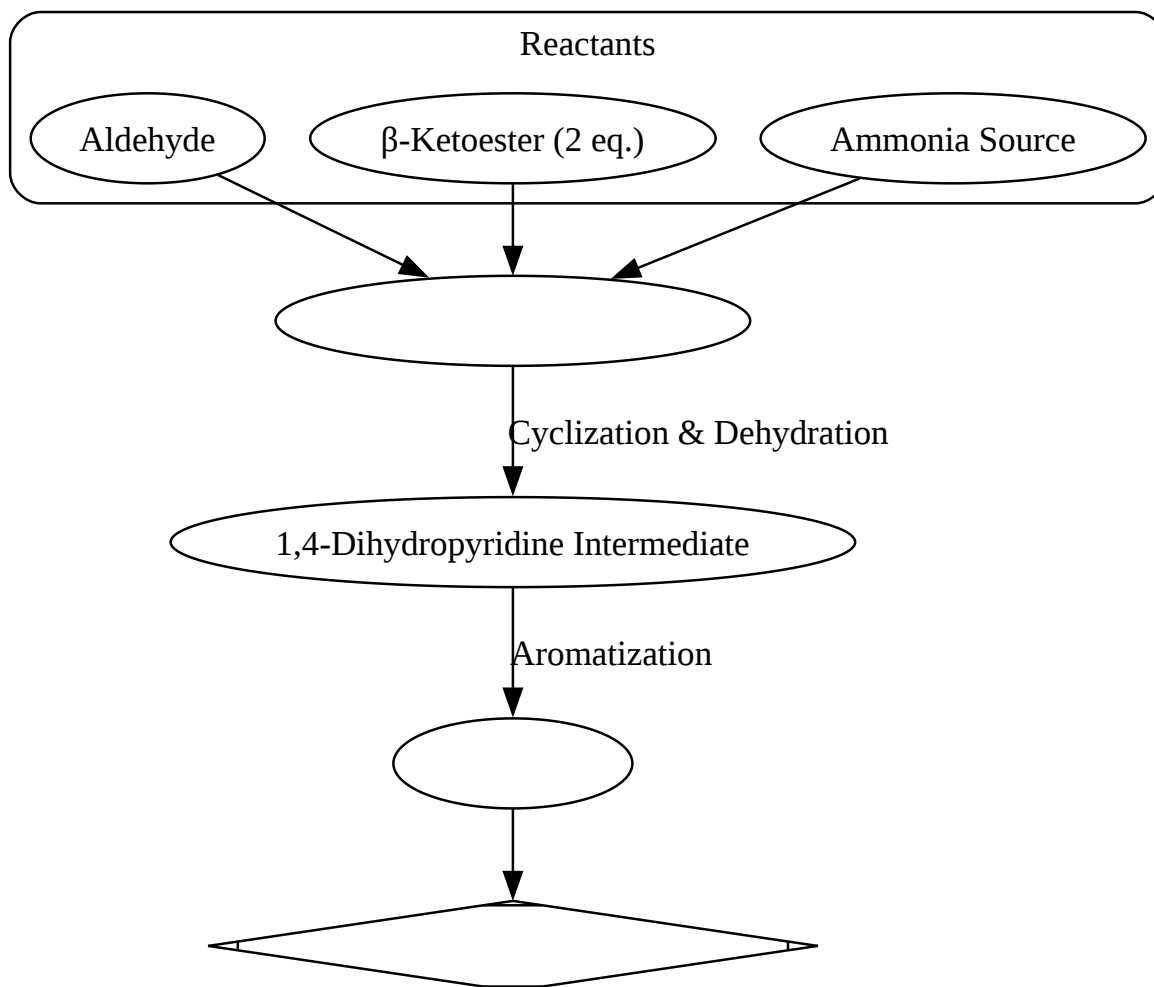 Reactants
Aldehyde
β-Ketoester (2 eq.)
Ammonia Source
Cyclization & Dehydration
1,4-Dihydropyridine Intermediate
Aromatization